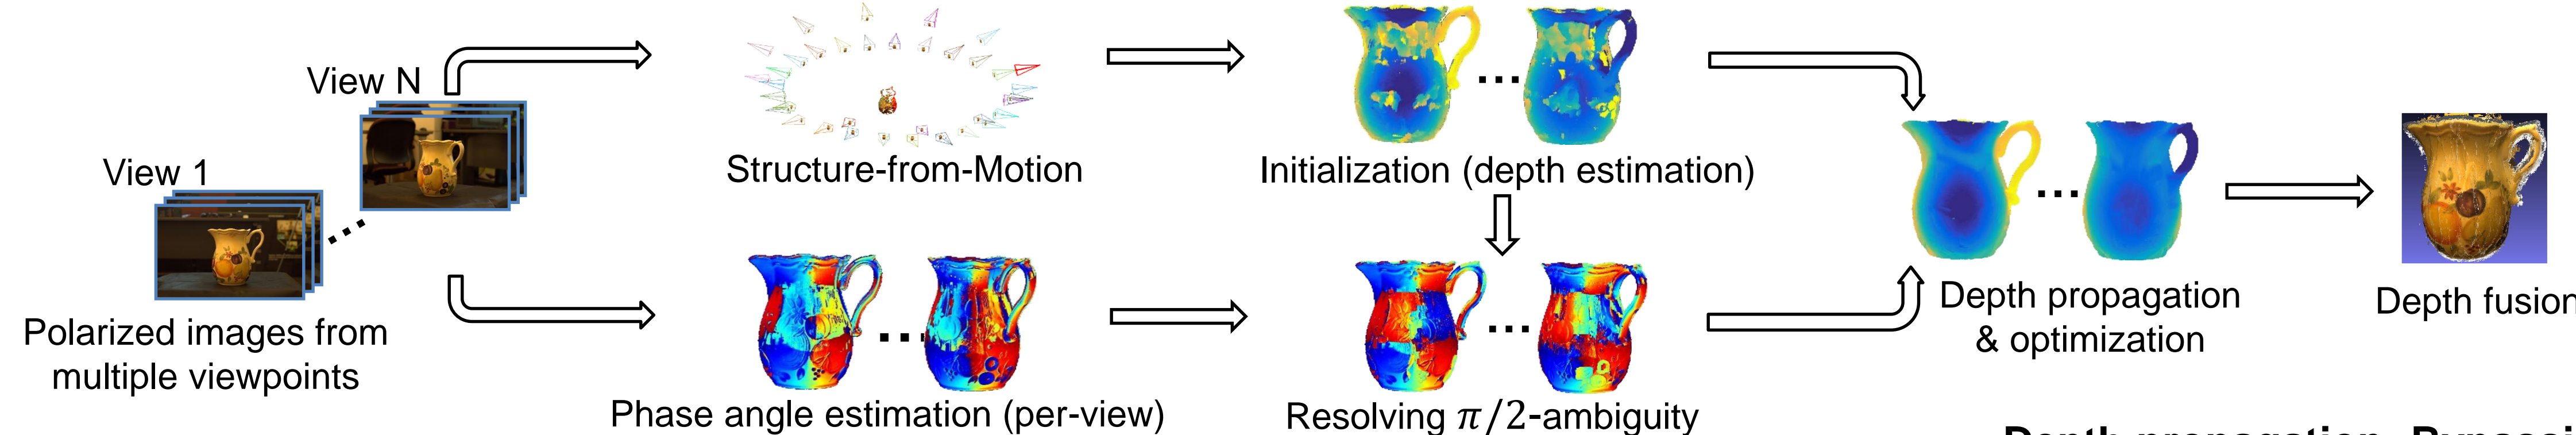 View N
View 1
Polarized images from
multiple viewpoints
Structure-from-Motion
Phase angle estimation (per-view)
Initialization (depth estimation)
Resolving π/2-ambiguity
Depth propagation
& optimization
Depth fusion